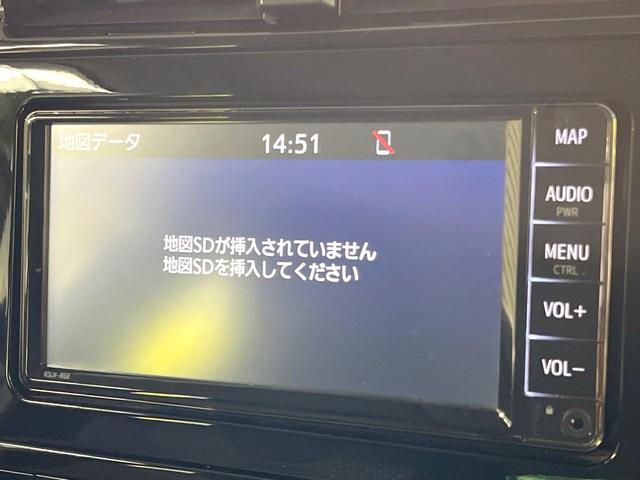 地図データ 14:51
地図SDが挿入されていません
地図SDを挿入してください
MAP
AUDIO
PWR
MENU
CTRL
VOL+
VOL−
NSLN-W68